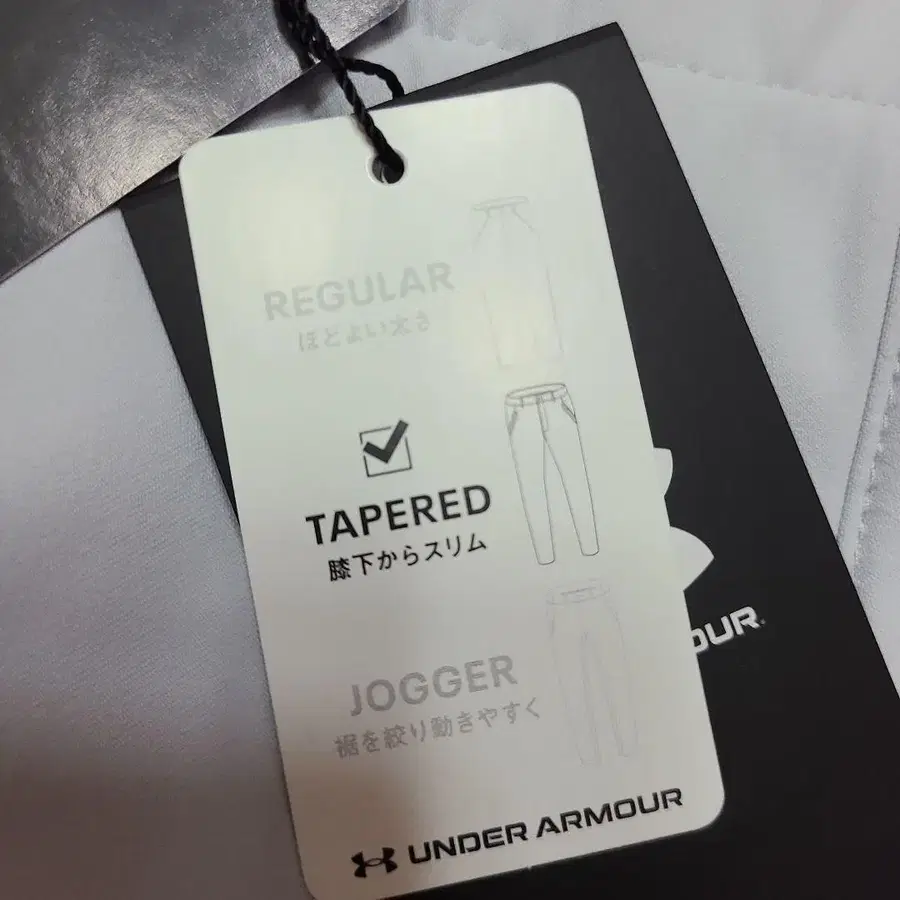 REGULAR
ほどよい太さ
TAPERED
膝下からスリム
JOGGER
裾を絞り動きやすく
UNDER ARMOUR
OUR